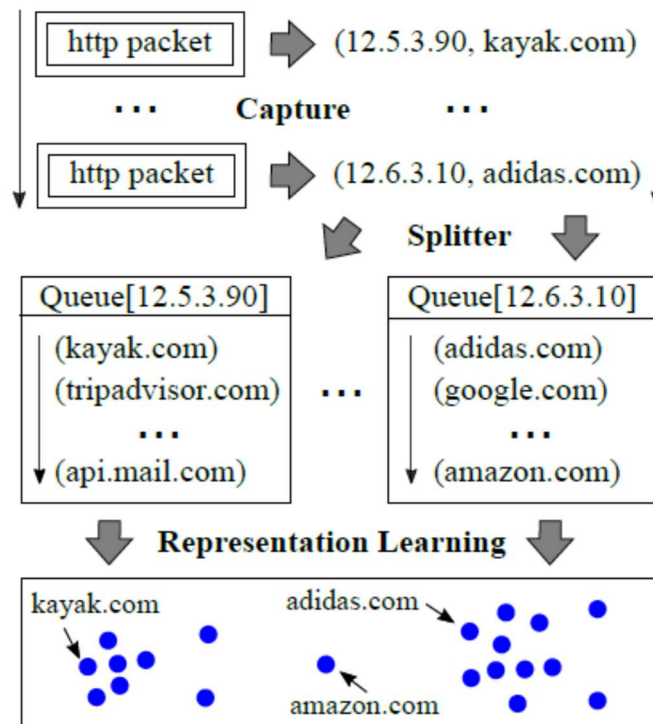 http packet (12.5.3.90, kayak.com)
... Capture ...
http packet (12.6.3.10, adidas.com)
Splitter
Queue[12.5.3.90]
(kayak.com)
(tripadvisor.com)
...
(api.mail.com)
...
Queue[12.6.3.10]
(adidas.com)
(google.com)
...
(amazon.com)
Representation Learning
kayak.com
adidas.com
amazon.com